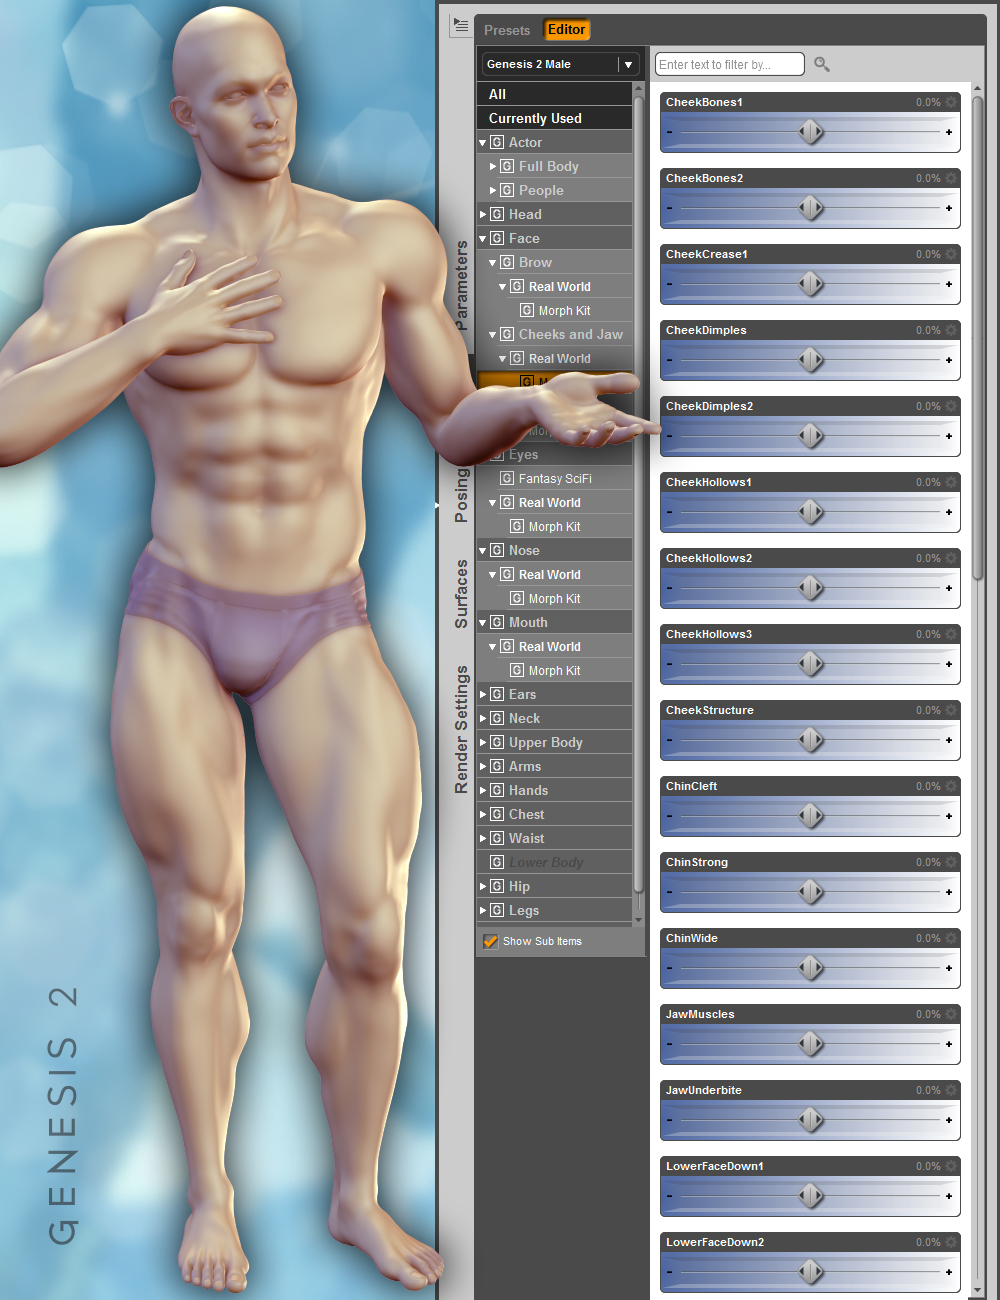 Presets
Editor
Genesis 2 Male
Enter text to filter by...
All
Currently Used
G Actor
G Full Body
G People
G Head
G Face
G Brow
G Real World
G Morph Kit
G Cheeks and Jaw
G Real World
G
Eyes
G Fantasy SciFi
G Real World
G Morph Kit
G Nose
G Real World
G Morph Kit
G Mouth
G Real World
G Morph Kit
G Ears
G Neck
G Upper Body
G Arms
G Hands
G Chest
G Waist
G Lower Body
G Hip
G Legs
Show Sub Items
Parameters
Posing
Surfaces
Render Settings
CheekBones1 0.0%
- +
CheekBones2 0.0%
- +
CheekCrease1 0.0%
- +
CheekDimples 0.0%
- +
CheekDimples2 0.0%
- +
CheekHollows1 0.0%
- +
CheekHollows2 0.0%
- +
CheekHollows3 0.0%
- +
CheekStructure 0.0%
- +
ChinCleft 0.0%
- +
ChinStrong 0.0%
- +
ChinWide 0.0%
- +
JawMuscles 0.0%
- +
JawUnderbite 0.0%
- +
LowerFaceDown1 0.0%
- +
LowerFaceDown2 0.0%
- +
GENESIS 2